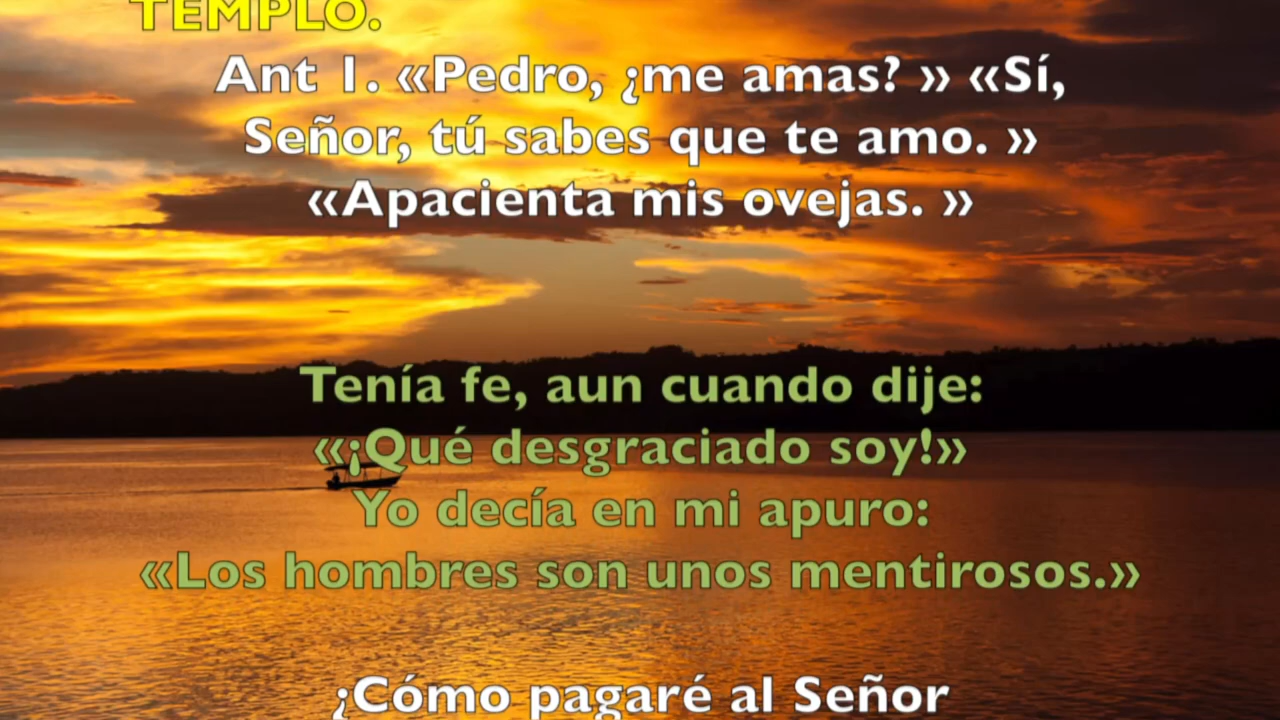 TEMPLO.
Ant 1. «Pedro, ¿me amas? » «Sí,
Señor, tú sabes que te amo. »
«Apacienta mis ovejas. »
Tenía fe, aun cuando dije:
«¡Qué desgraciado soy!»
Yo decía en mi apuro:
«Los hombres son unos mentirosos.»
¿Cómo pagaré al Señor